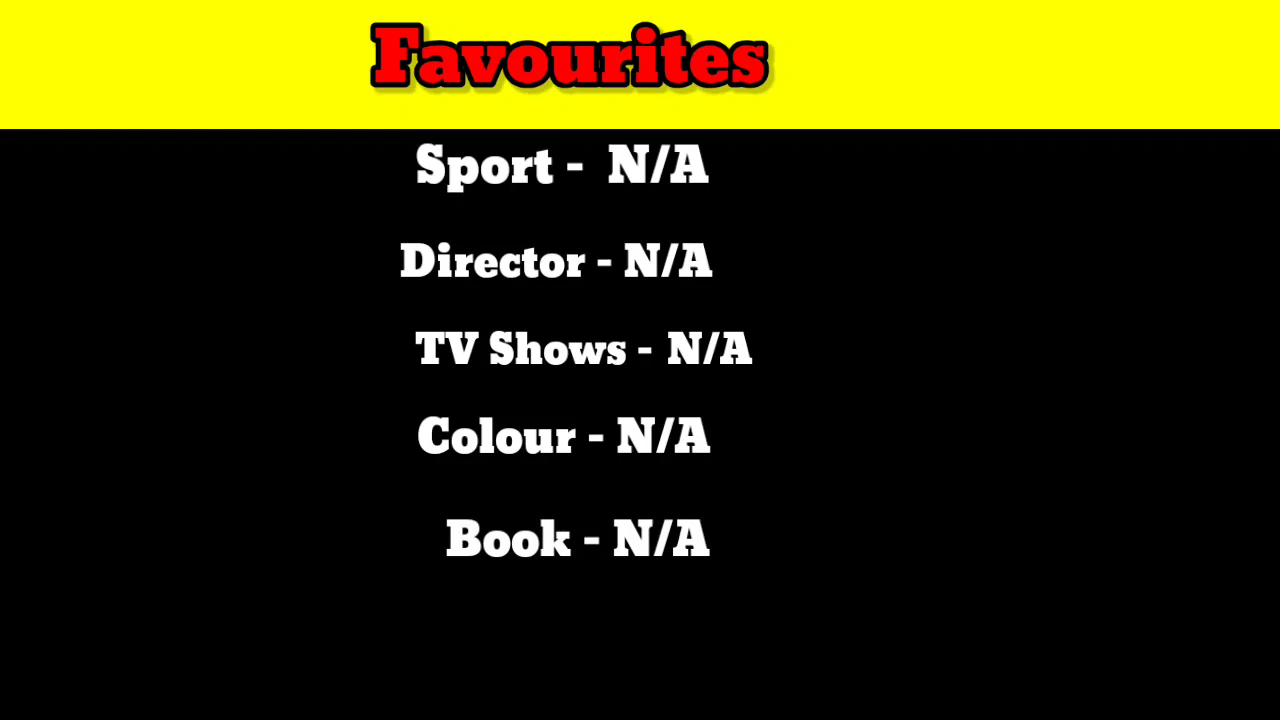 Favourites
Sport - N/A
Director - N/A
TV Shows - N/A
Colour - N/A
Book - N/A